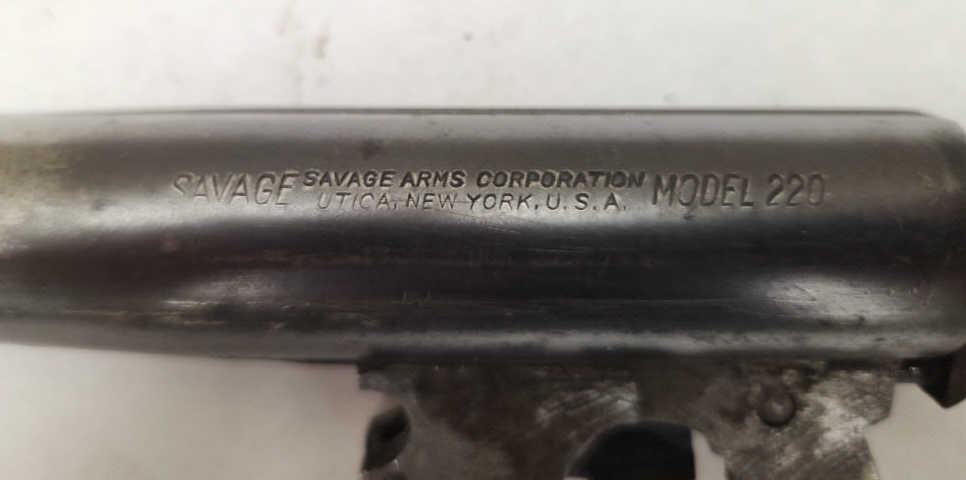 SAVAGE SAVAGE ARMS CORPORATION MODEL 220
UTICA, NEW YORK, U.S.A.